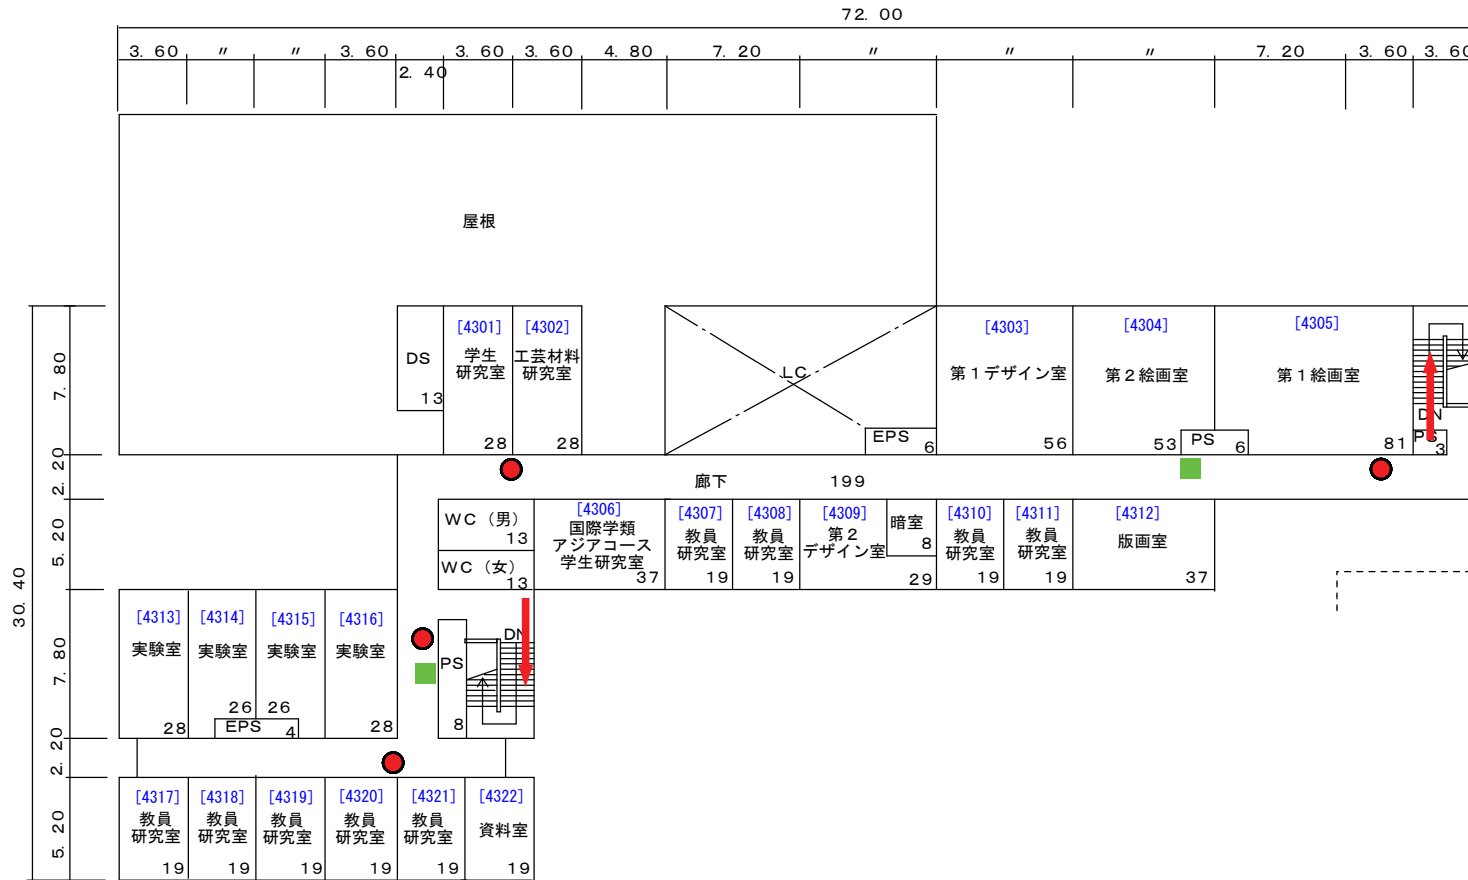 72. 00
3. 60 〃 〃 3. 60 3. 60 3. 60 4. 80 7. 20 〃 〃 〃 7. 20 3. 60 3. 60
2. 40
屋根
30. 40
7. 80
2. 20
5. 20
7. 80
2. 20
5. 20
DS
13
[4301]
学生
研究室
28
[4302]
工芸材料
研究室
28
LC
EPS
6
[4303]
第１デザイン室
56
[4304]
第２絵画室
53
PS
6
[4305]
第１絵画室
81
DN
PS
3
廊下 199
WC（男）
13
WC（女）
13
[4306]
国際学類
アジアコース
学生研究室
37
[4307]
教員
研究室
19
[4308]
教員
研究室
19
[4309]
第２
デザイン室
29
暗室
8
[4310]
教員
研究室
19
[4311]
教員
研究室
19
[4312]
版画室
37
[4313]
実験室
28
[4314]
実験室
26
[4315]
実験室
26
[4316]
実験室
28
EPS
4
PS
8
DN
[4317]
教員
研究室
19
[4318]
教員
研究室
19
[4319]
教員
研究室
19
[4320]
教員
研究室
19
[4321]
教員
研究室
[4322]
資料室
19